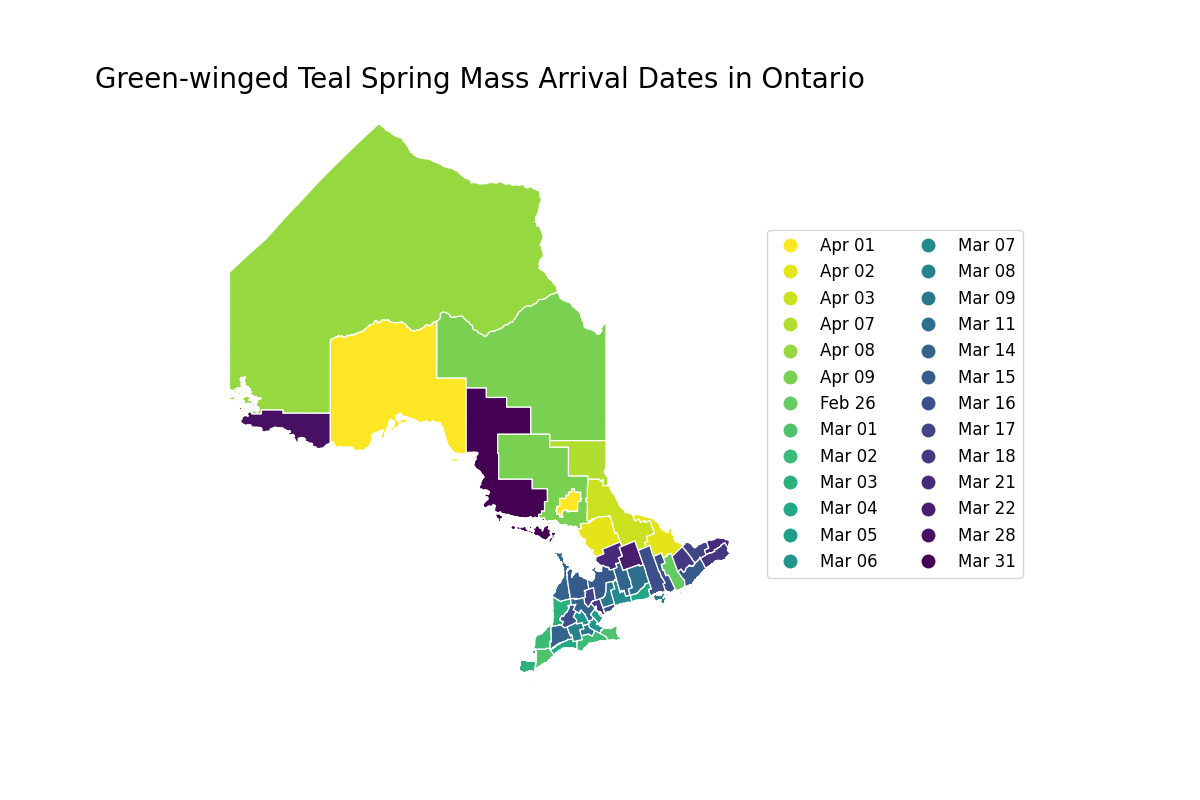 Green-winged Teal Spring Mass Arrival Dates in Ontario
Apr 01
Apr 02
Apr 03
Apr 07
Apr 08
Apr 09
Feb 26
Mar 01
Mar 02
Mar 03
Mar 04
Mar 05
Mar 06
Mar 07
Mar 08
Mar 09
Mar 11
Mar 14
Mar 15
Mar 16
Mar 17
Mar 18
Mar 21
Mar 22
Mar 28
Mar 31